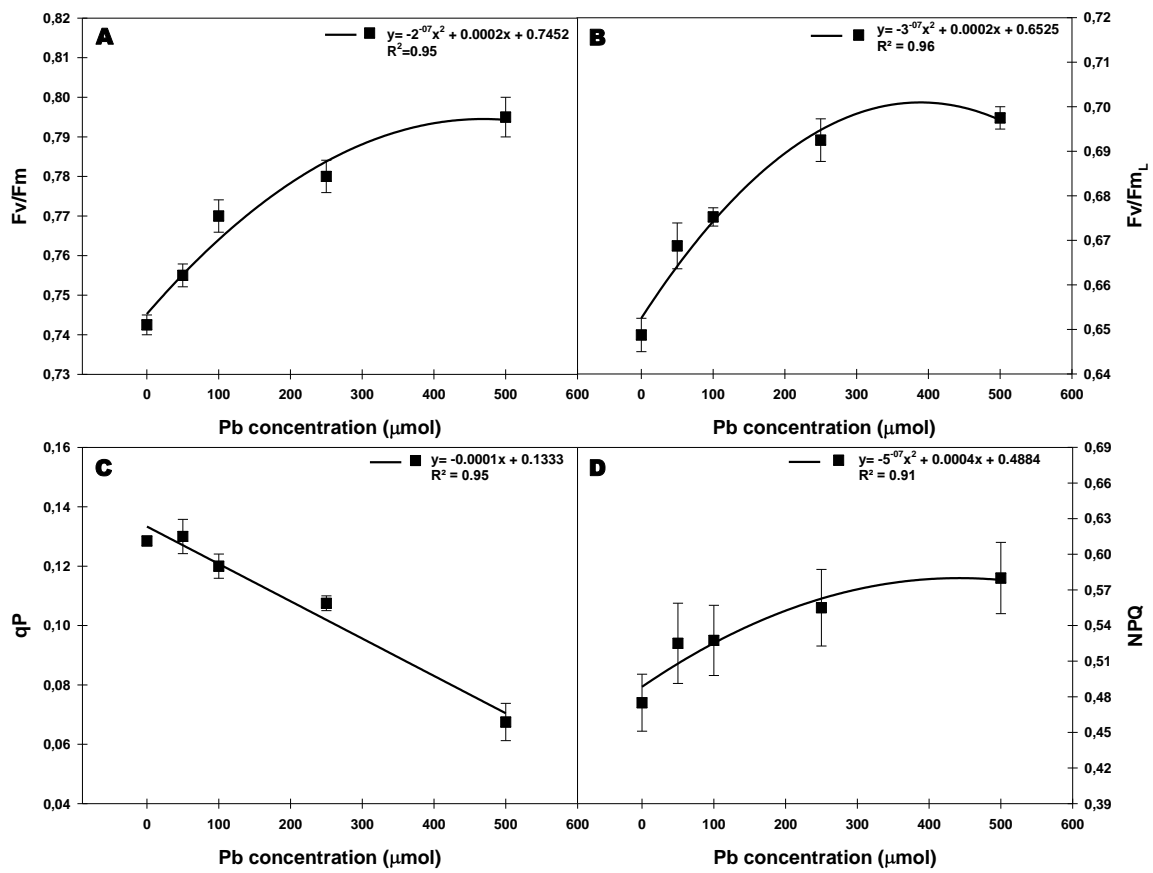 A
y= -2⁻⁰⁷x² + 0.0002x + 0.7452
R²=0.95
0,82
0,81
0,80
0,79
0,78
0,77
0,76
0,75
0,74
0,73
Fv/Fm
0 100 200 300 400 500 600
Pb concentration (μmol)
B
y= -3⁻⁰⁷x² + 0.0002x + 0.6525
R² = 0.96
0,72
0,71
0,70
0,69
0,68
0,67
0,66
0,65
0,64
Fv/Fm_L
0 100 200 300 400 500 600
Pb concentration (μmol)
C
y= -0.0001x + 0.1333
R² = 0.95
0,16
0,14
0,12
0,10
0,08
0,06
0,04
qP
0 100 200 300 400 500 600
Pb concentration (μmol)
D
y= -5⁻⁰⁷x² + 0.0004x + 0.4884
R² = 0.91
0,69
0,66
0,63
0,60
0,57
0,54
0,51
0,48
0,45
0,42
0,39
NPQ
0 100 200 300 400 500 600
Pb concentration (μmol)